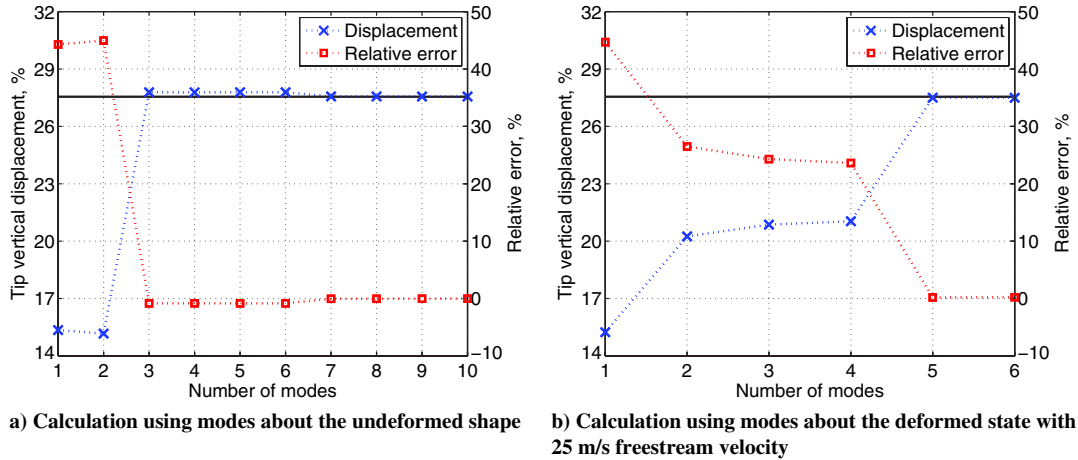 32
29
26
23
20
17
14
Tip vertical displacement, %
50
40
30
20
10
0
−10
Relative error, %
Displacement
Relative error
1 2 3 4 5 6 7 8 9 10
Number of modes
a) Calculation using modes about the undeformed shape
32
29
26
23
20
17
14
Tip vertical displacement, %
50
40
30
20
10
0
−10
Relative error, %
Displacement
Relative error
1 2 3 4 5 6
Number of modes
b) Calculation using modes about the deformed state with
25 m/s freestream velocity